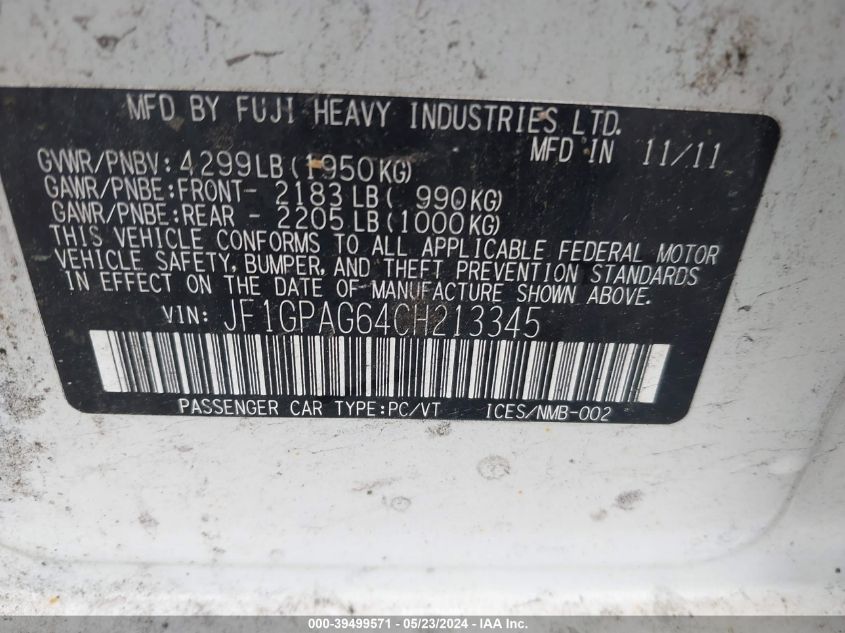 MFD BY FUJI HEAVY INDUSTRIES LTD.
MFD IN 11/11
GVWR/PNBV: 4299LB(1950KG)
GAWR/PNBE:FRONT- 2183LB( 990KG)
GAWR/PNBE:REAR - 2205LB(1000KG)
THIS VEHICLE CONFORMS TO ALL APPLICABLE FEDERAL MOTOR
VEHICLE SAFETY, BUMPER, AND THEFT PREVENTION STANDARDS
IN EFFECT ON THE DATE OF MANUFACTURE SHOWN ABOVE.
VIN: JF1GPAG64CH213345
PASSENGER CAR TYPE:PC/VT ICES/NMB-002
000-39499571 - 05/23/2024 - IAA Inc.